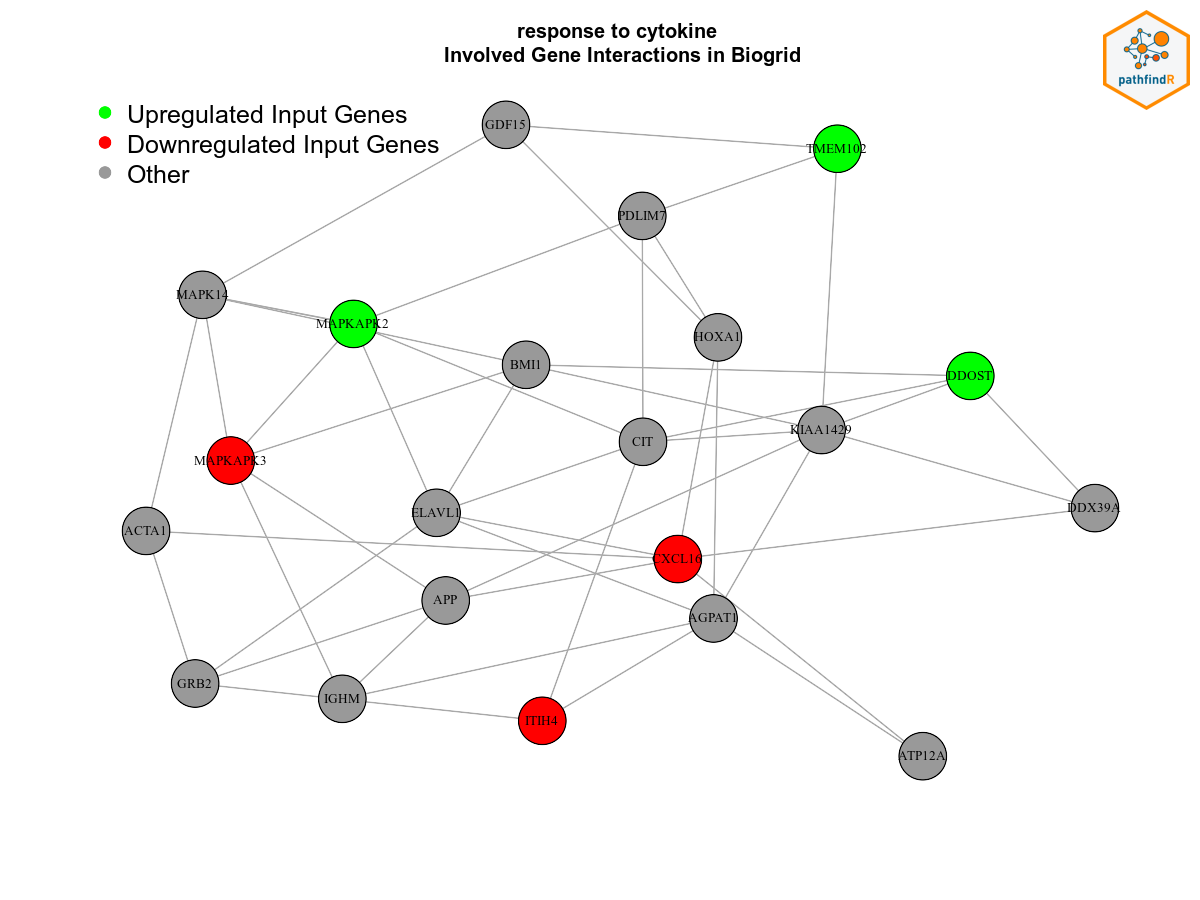 response to cytokine
Involved Gene Interactions in Biogrid
pathfindR
Upregulated Input Genes
Downregulated Input Genes
Other
GDF15
TMEM102
PDLIM7
MAPK14
MAPKAPK2
HOXA1
BMI1
DDOST
KIAA1429
CIT
MAPKAPK3
DDX39A
ELAVL1
ACTA1
CXCL16
APP
AGPAT1
GRB2
IGHM
ITIH4
ATP12A